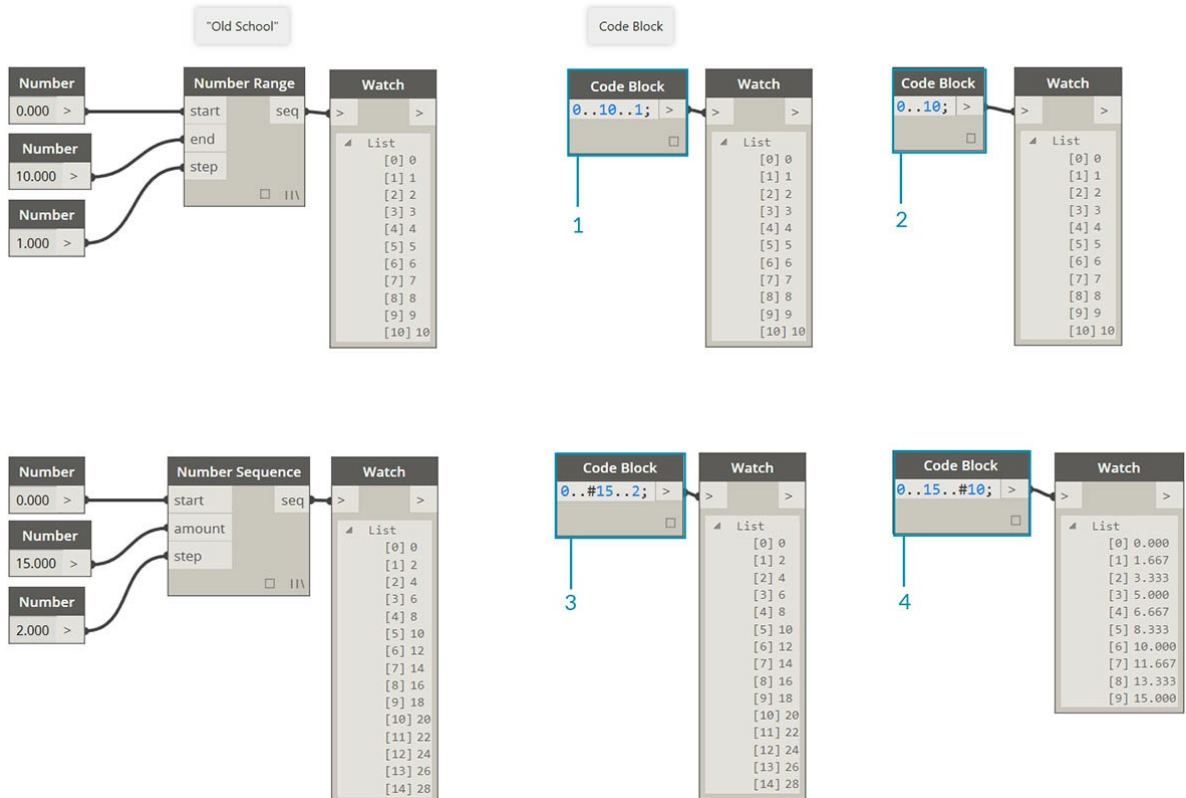 "Old School"
Code Block
Number
0.000 >
Number
10.000 >
Number
1.000 >
Number Range
start seq
end
step
Watch
> >
List
[0] 0
[1] 1
[2] 2
[3] 3
[4] 4
[5] 5
[6] 6
[7] 7
[8] 8
[9] 9
[10] 10
Code Block
0..10..1; >
1
Watch
> >
List
[0] 0
[1] 1
[2] 2
[3] 3
[4] 4
[5] 5
[6] 6
[7] 7
[8] 8
[9] 9
[10] 10
Code Block
0..10; >
2
Watch
> >
List
[0] 0
[1] 1
[2] 2
[3] 3
[4] 4
[5] 5
[6] 6
[7] 7
[8] 8
[9] 9
[10] 10
Number
0.000 >
Number
15.000 >
Number
2.000 >
Number Sequence
start seq
amount
step
Watch
> >
List
[0] 0
[1] 2
[2] 4
[3] 6
[4] 8
[5] 10
[6] 12
[7] 14
[8] 16
[9] 18
[10] 20
[11] 22
[12] 24
[13] 26
[14] 28
Code Block
0..#15..2; >
3
Watch
> >
List
[0] 0
[1] 2
[2] 4
[3] 6
[4] 8
[5] 10
[6] 12
[7] 14
[8] 16
[9] 18
[10] 20
[11] 22
[12] 24
[13] 26
[14] 28
Code Block
0..15..#10; >
4
Watch
> >
List
[0] 0.000
[1] 1.667
[2] 3.333
[3] 5.000
[4] 6.667
[5] 8.333
[6] 10.000
[7] 11.667
[8] 13.333
[9] 15.000